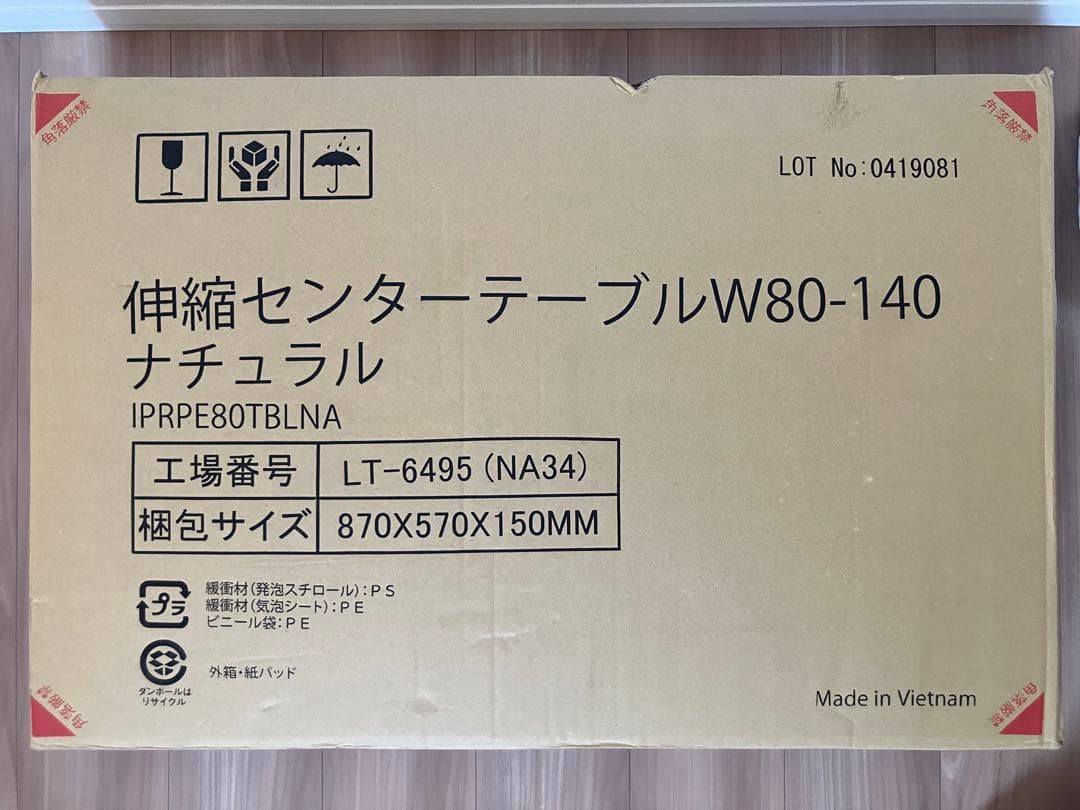 角落厳禁
角落厳禁
LOT No:0419081
伸縮センターテーブルW80-140
ナチュラル
IPRPE80TBLNA
工場番号 LT-6495(NA34)
梱包サイズ 870X570X150MM
プラ
緩衝材(発泡スチロール):PS
緩衝材(気泡シート):PE
ビニール袋:PE
外箱・紙パッド
ダンボールは
リサイクル
Made in Vietnam
角落厳禁
角落厳禁